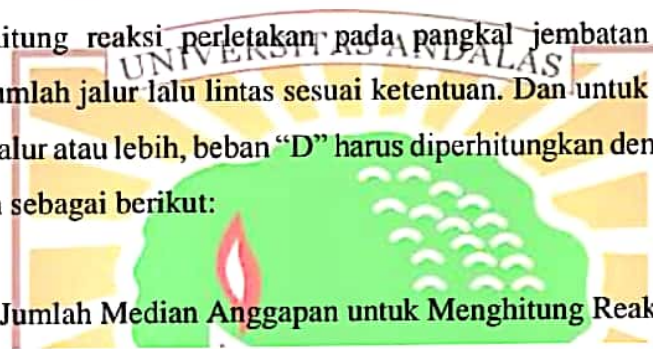 itung reaksi perletakan pada pangkal jembatan
UNIVERSITAS ANDALAS
umlah jalur lalu lintas sesuai ketentuan. Dan untuk
alur atau lebih, beban “D” harus diperhitungkan den
sebagai berikut:
Jumlah Median Anggapan untuk Menghitung Reak